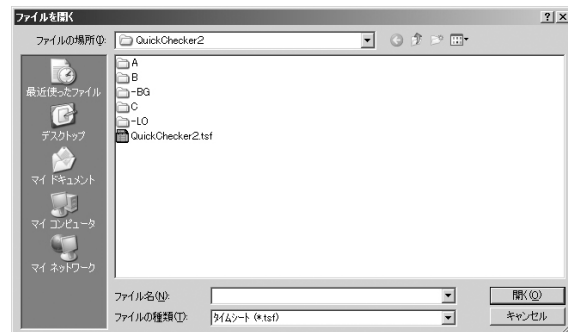 ファイルを開く
ファイルの場所(I):
QuickChecker2
A
B
-BG
C
-LO
QuickChecker2.tsf
最近使ったファイル
デスクトップ
マイ ドキュメント
マイ コンピュータ
マイ ネットワーク
ファイル名(N):
開く(O)
ファイルの種類(T):
タイムシート (*.tsf)
キャンセル